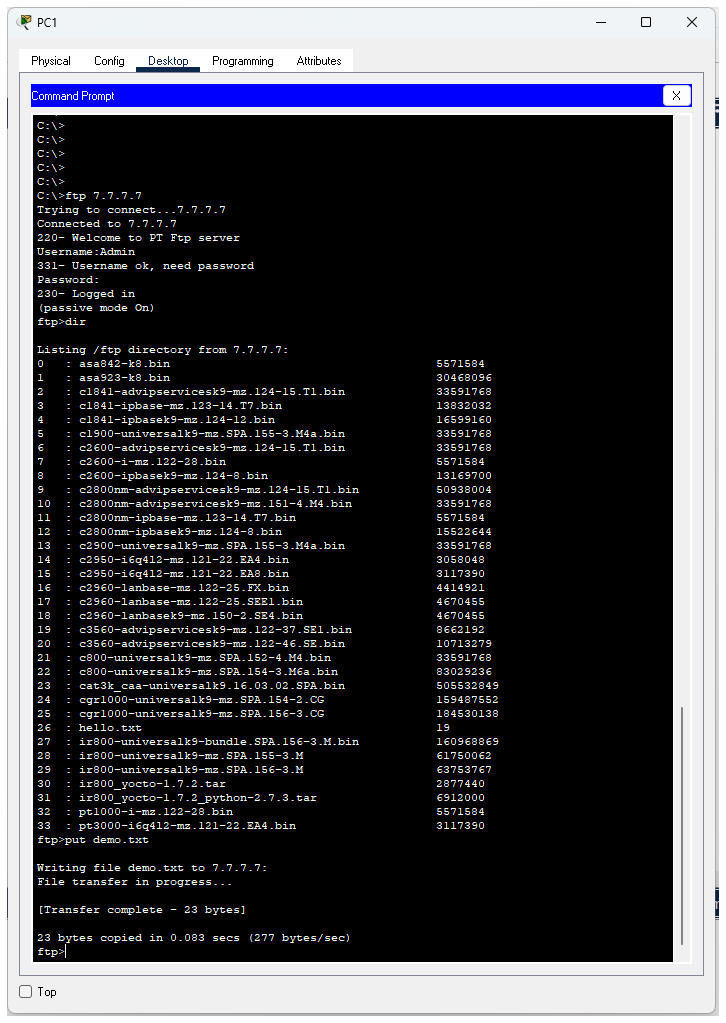 PC1
Physical Config Desktop Programming Attributes
Command Prompt X
C:\>
C:\>
C:\>
C:\>
C:\>
C:\>ftp 7.7.7.7
Trying to connect...7.7.7.7
Connected to 7.7.7.7
220- Welcome to PT Ftp server
Username:Admin
331- Username ok, need password
Password:
230- Logged in
(passive mode On)
ftp>dir
Listing /ftp directory from 7.7.7.7:
0 : asa842-k8.bin 5571584
1 : asa923-k8.bin 30468096
2 : c1841-advipservicesk9-mz.124-15.T1.bin 33591768
3 : c1841-ipbase-mz.123-14.T7.bin 13832032
4 : c1841-ipbasek9-mz.124-12.bin 16599160
5 : c1900-universalk9-mz.SPA.155-3.M4a.bin 33591768
6 : c2600-advipservicesk9-mz.124-15.T1.bin 33591768
7 : c2600-i-mz.122-28.bin 5571584
8 : c2600-ipbasek9-mz.124-8.bin 13169700
9 : c2800nm-advipservicesk9-mz.124-15.T1.bin 50938004
10 : c2800nm-advipservicesk9-mz.151-4.M4.bin 33591768
11 : c2800nm-ipbase-mz.123-14.T7.bin 5571584
12 : c2800nm-ipbasek9-mz.124-8.bin 15522644
13 : c2900-universalk9-mz.SPA.155-3.M4a.bin 33591768
14 : c2950-i6q4l2-mz.121-22.EA4.bin 3058048
15 : c2950-i6q4l2-mz.121-22.EA8.bin 3117390
16 : c2960-lanbase-mz.122-25.FX.bin 4414921
17 : c2960-lanbase-mz.122-25.SEE1.bin 4670455
18 : c2960-lanbasek9-mz.150-2.SE4.bin 4670455
19 : c3560-advipservicesk9-mz.122-37.SE1.bin 8662192
20 : c3560-advipservicesk9-mz.122-46.SE.bin 10713279
21 : c800-universalk9-mz.SPA.152-4.M4.bin 33591768
22 : c800-universalk9-mz.SPA.154-3.M6a.bin 83029236
23 : cat3k_caa-universalk9.16.03.02.SPA.bin 505532849
24 : cgr1000-universalk9-mz.SPA.154-2.CG 159487552
25 : cgr1000-universalk9-mz.SPA.156-3.CG 184530138
26 : hello.txt 19
27 : ir800-universalk9-bundle.SPA.156-3.M.bin 160968869
28 : ir800-universalk9-mz.SPA.155-3.M 61750062
29 : ir800-universalk9-mz.SPA.156-3.M 63753767
30 : ir800_yocto-1.7.2.tar 2877440
31 : ir800_yocto-1.7.2_python-2.7.3.tar 6912000
32 : pt1000-i-mz.122-28.bin 5571584
33 : pt3000-i6q4l2-mz.121-22.EA4.bin 3117390
ftp>put demo.txt
Writing file demo.txt to 7.7.7.7:
File transfer in progress...
[Transfer complete - 23 bytes]
23 bytes copied in 0.083 secs (277 bytes/sec)
ftp>
Top